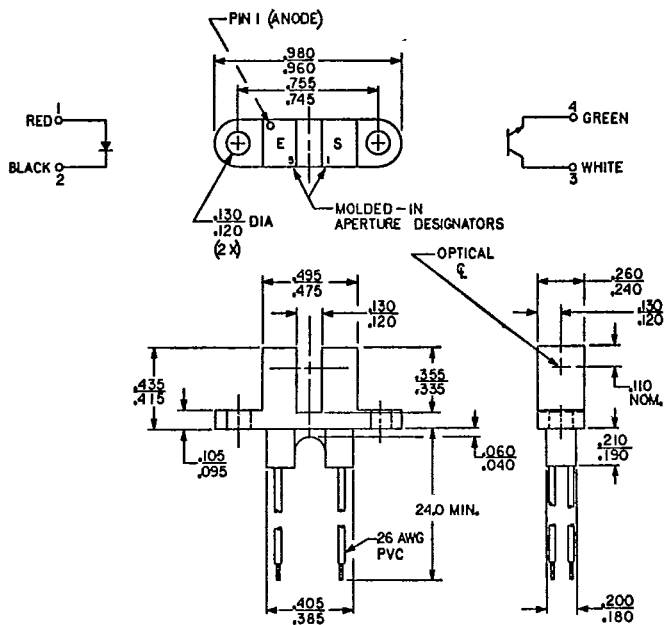 PIN 1 (ANODE)
.980
.960
.755
.745
1
RED
BLACK
2
E
S
5
1
4
GREEN
WHITE
3
.130
.120 DIA
(2X)
MOLDED-IN
APERTURE DESIGNATORS
OPTICAL
℄
.495
.475
.130
.120
.260
.240
.130
.120
.435
.415
.355
.335
.110
NOM.
.105
.095
.060
.040
.210
.190
24.0 MIN.
26 AWG
PVC
.405
.385
.200
.180